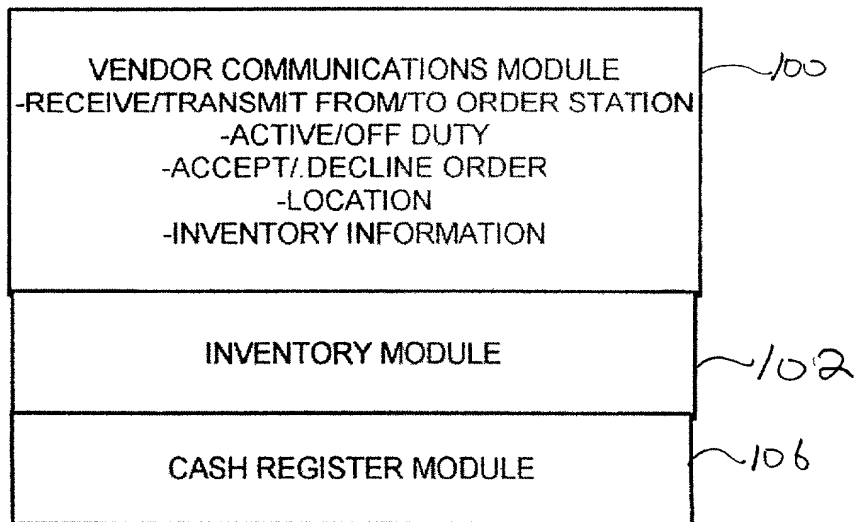 VENDOR COMMUNICATIONS MODULE
-RECEIVE/TRANSMIT FROM/TO ORDER STATION
-ACTIVE/OFF DUTY
-ACCEPT/.DECLINE ORDER
-LOCATION
-INVENTORY INFORMATION
100
INVENTORY MODULE
102
CASH REGISTER MODULE
106